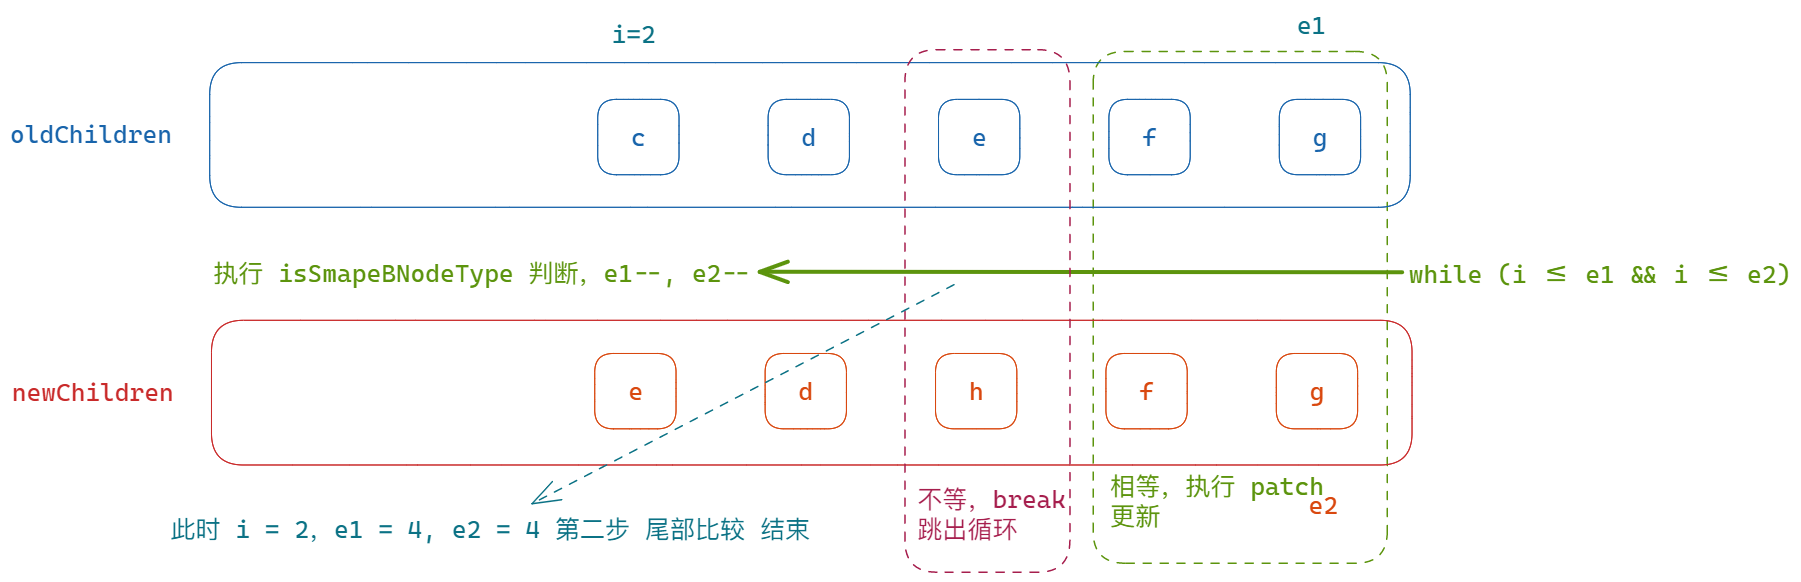 i=2
e1
oldChildren
c
d
e
f
g
执行 isSmapeBNodeType 判断, e1--, e2--
while (i ≤ e1 && i ≤ e2)
newChildren
e
d
h
f
g
不等, break
跳出循环
相等, 执行 patch
更新
e2
此时 i = 2, e1 = 4, e2 = 4 第二步 尾部比较 结束